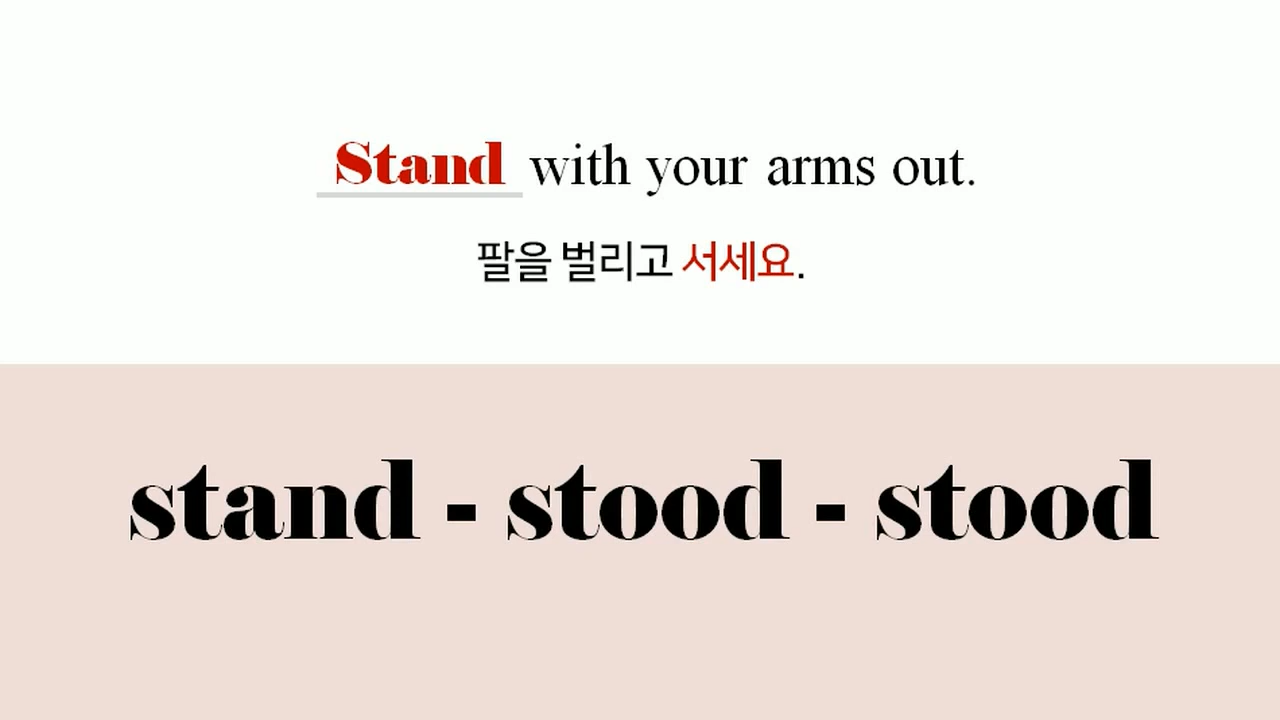 Stand with your arms out.
팔을 벌리고 서세요.
stand - stood - stood